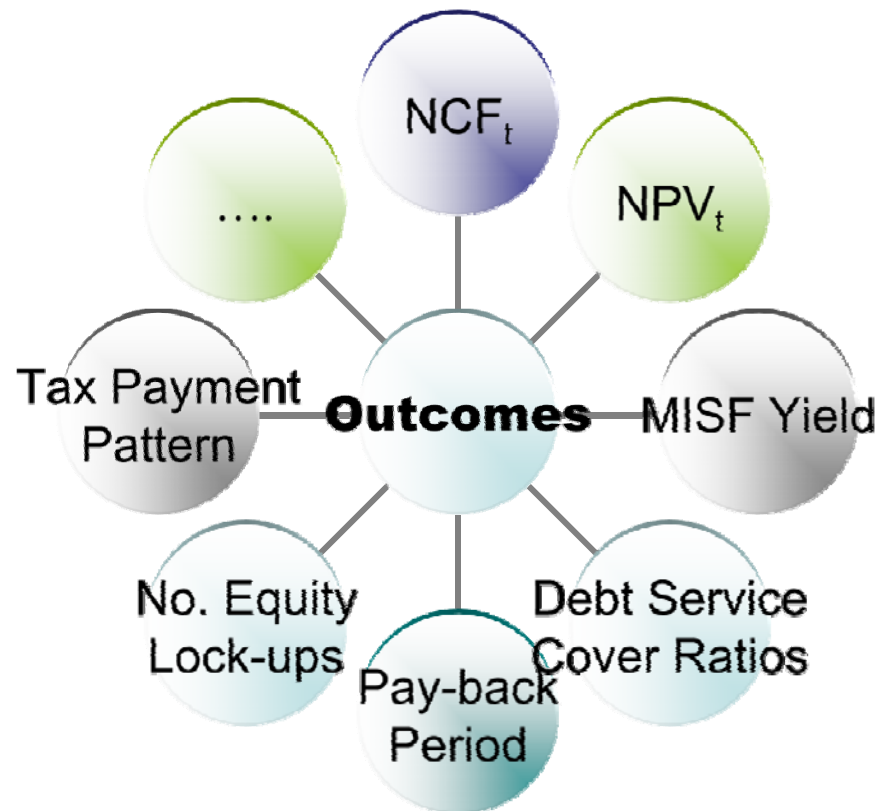 NCFt
NPVt
MISF Yield
Debt Service
Cover Ratios
Pay-back
Period
No. Equity
Lock-ups
Tax Payment
Pattern
....
Outcomes